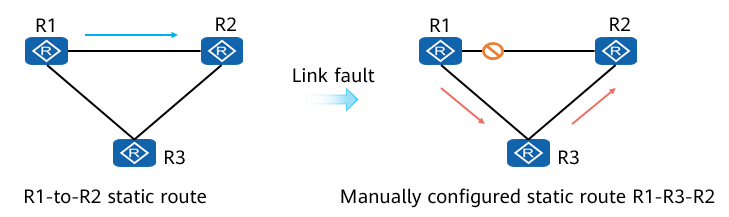 R1
R2
R
R
R3
R
R1-to-R2 static route
Link fault
R1
R2
R
R
R3
R
Manually configured static route R1-R3-R2